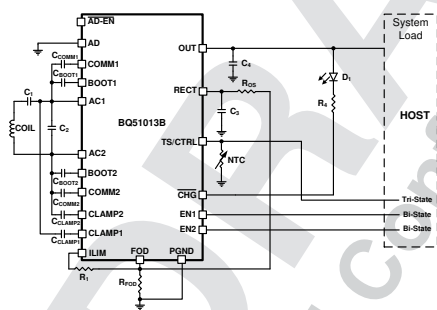 AD-EN
System
Load
AD
OUT
CCOMM1
COMM1
C4
D1
CBOOT1
BOOT1
RECT
ROS
C1
AC1
R4
HOST
C3
COIL
C2
BQ51013B
TS/CTRL
AC2
NTC
BOOT2
CBOOT2
CHG
COMM2
Tri-State
CCOMM2
CLAMP2
EN1
Bi-State
CCLAMP2
CLAMP1
EN2
Bi-State
CCLAMP1
ILIM
FOD
PGND
R1
RFOD